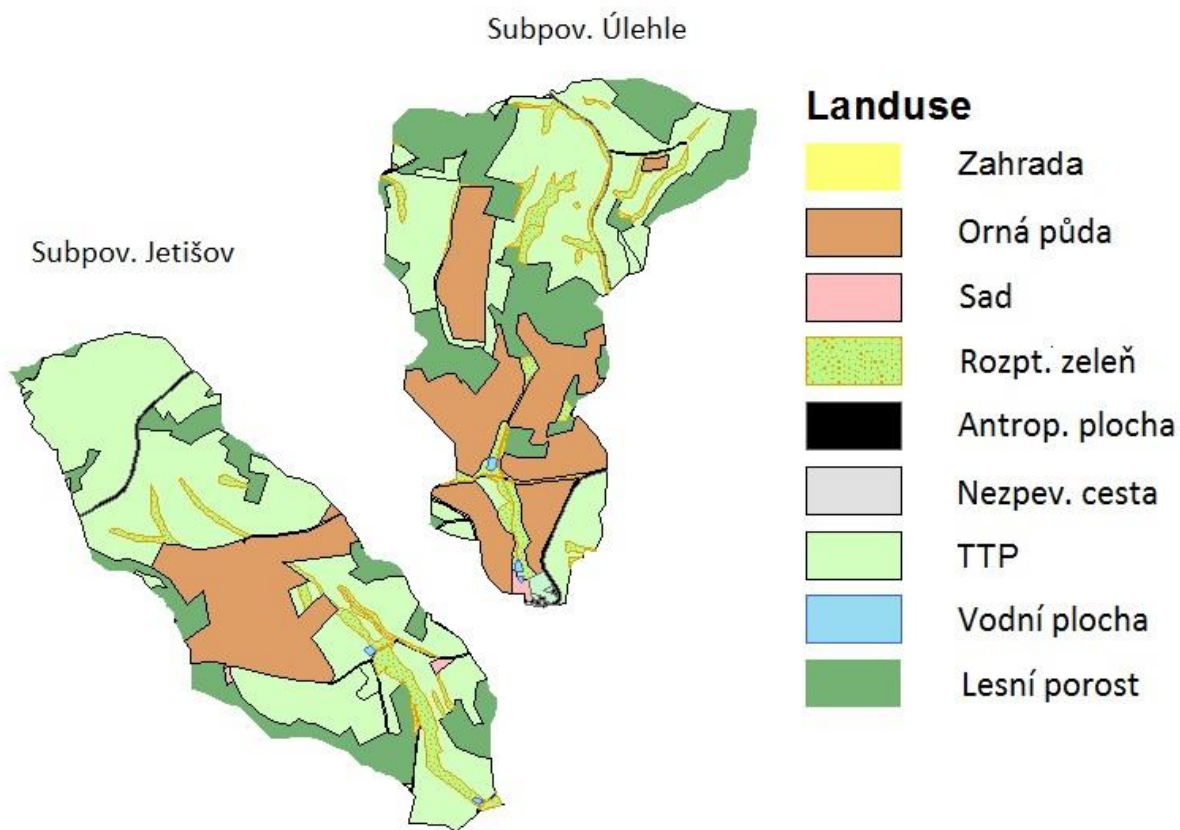 Subpov. Úlehle
Subpov. Jetišov
Landuse
Zahrada
Orná půda
Sad
Rozpt. zeleň
Antrop. plocha
Nezpev. cesta
TTP
Vodní plocha
Lesní porost